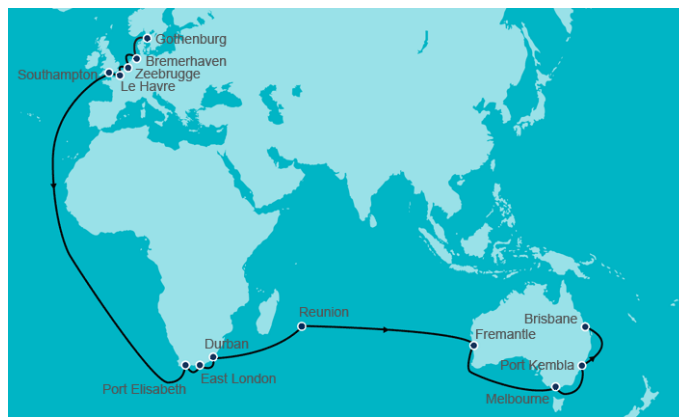 Gothenburg
Bremerhaven
Southampton
Zeebrugge
Le Havre
Reunion
Brisbane
Fremantle
Durban
Port Kembla
East London
Port Elisabeth
Melbourne